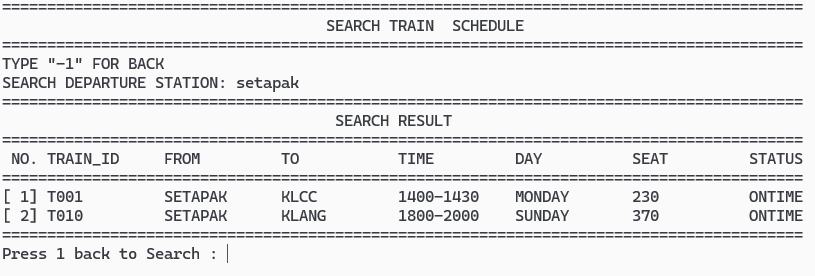 =========================================================================================
SEARCH TRAIN  SCHEDULE
=========================================================================================
TYPE "-1" FOR BACK
SEARCH DEPARTURE STATION: setapak
=========================================================================================
SEARCH RESULT
=========================================================================================
NO. TRAIN_ID     FROM         TO           TIME         DAY          SEAT         STATUS
=========================================================================================
[ 1] T001         SETAPAK      KLCC         1400-1430    MONDAY       230          ONTIME
[ 2] T010         SETAPAK      KLANG        1800-2000    SUNDAY       370          ONTIME
=========================================================================================
Press 1 back to Search :